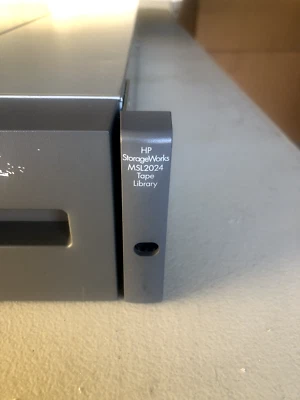 HP
StorageWorks
MSL2024
Tape
Library